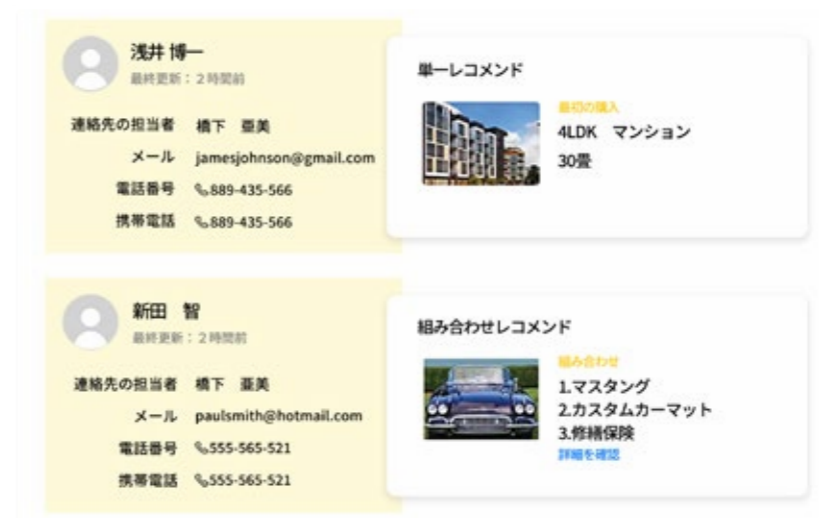 浅井 博一
最終更新：２時間前
連絡先の担当者 橋下　亜美
メール jamesjohnson@gmail.com
電話番号 889-435-566
携帯電話 889-435-566
単一レコメンド
最初の購入
4LDK　マンション
30畳
新田　智
最終更新：２時間前
連絡先の担当者 橋下　亜美
メール paulsmith@hotmail.com
電話番号 555-565-521
携帯電話 555-565-521
組み合わせレコメンド
組み合わせ
1.マスタング
2.カスタムカーマット
3.修繕保険
詳細を確認